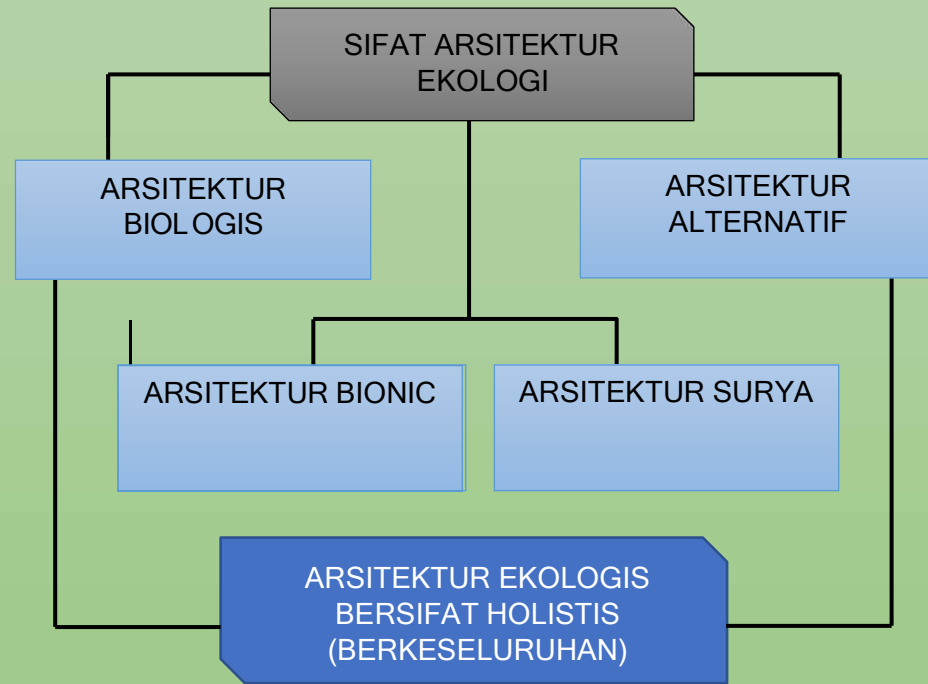 SIFAT ARSITEKTUR
EKOLOGI
ARSITEKTUR
BIOLOGIS
ARSITEKTUR
ALTERNATIF
ARSITEKTUR BIONIC
ARSITEKTUR SURYA
ARSITEKTUR EKOLOGIS
BERSIFAT HOLISTIS
(BERKESELURUHAN)